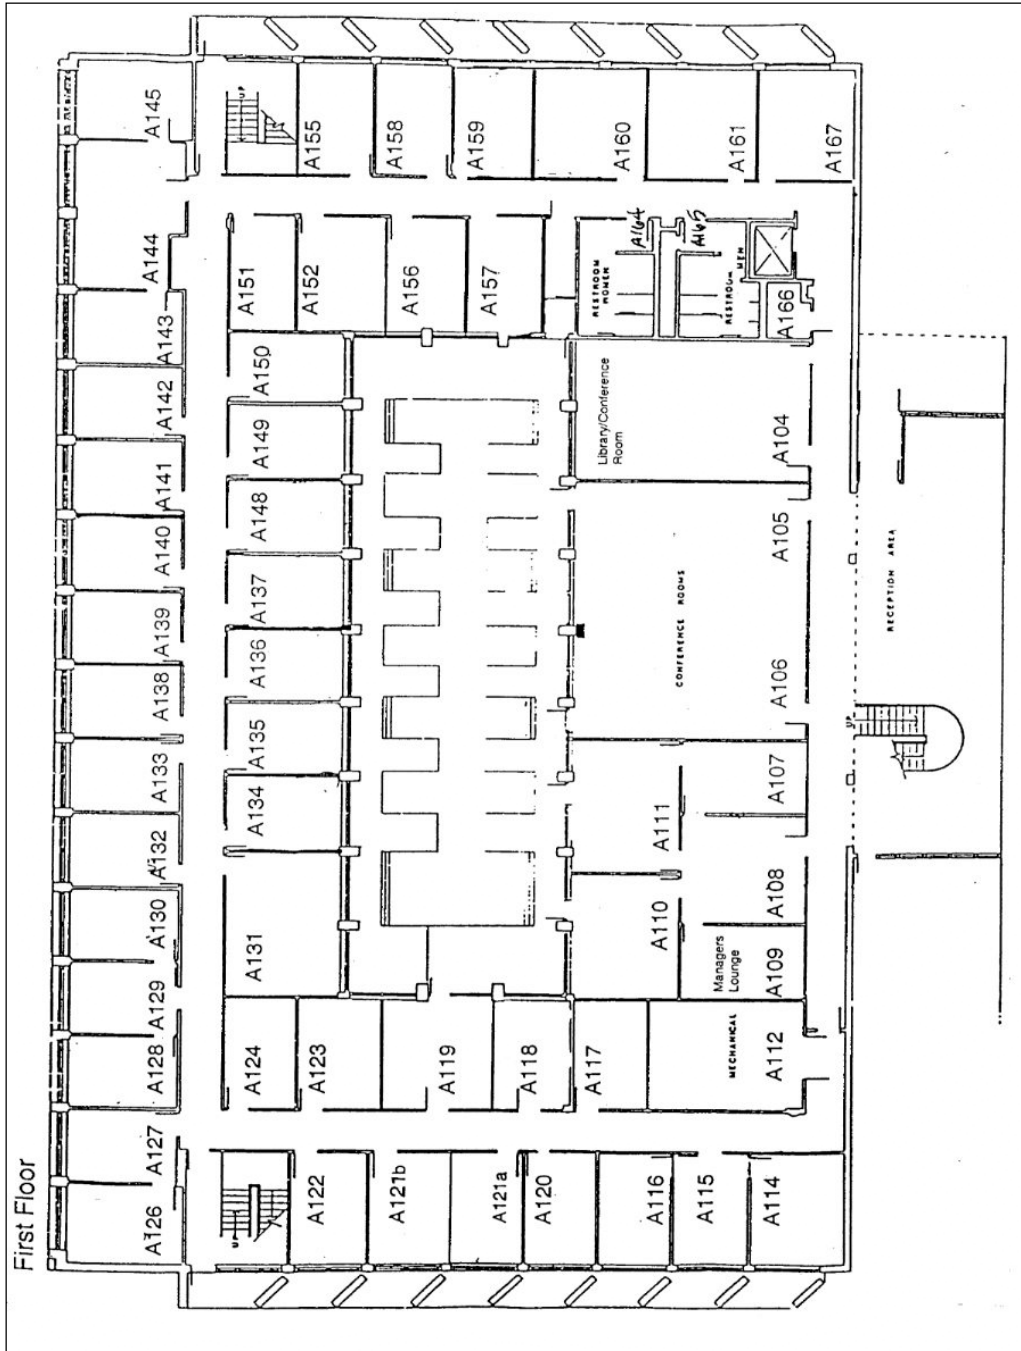 First Floor
A126
A127
A128
A129
A130
A132
A133
A138
A139
A140
A141
A142
A143
A144
A145
UP
UP
A124
A131
A134
A135
A136
A137
A148
A149
A150
A151
A122
A123
A152
A155
A121b
A119
A156
A158
A121a
A118
A157
A159
A120
A117
RESTROOM
WOMEN
Library/Conference
Room
A116
A110
A111
A164
A160
CONFERENCE ROOMS
A115
A165
RESTROOM MEN
Managers
Lounge
MECHANICAL
A161
A114
A112
A109
A108
A107
A106
A105
A104
A166
A167
UP
RECEPTION AREA